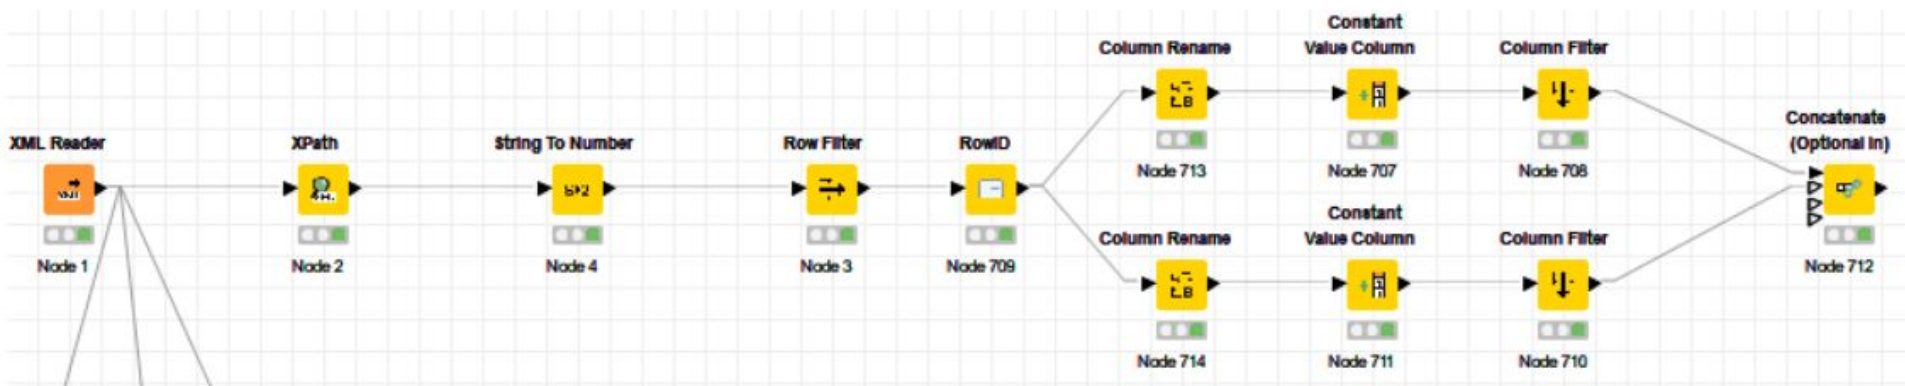 Constant
Column Rename
Value Column
Column Filter
Node 713
Node 707
Node 708
Concatenate
(Optional in)
XML Reader
XPath
String To Number
Row Filter
RowID
S→2
Node 1
Node 2
Node 4
Node 3
Node 709
Node 712
Constant
Column Rename
Value Column
Column Filter
Node 714
Node 711
Node 710